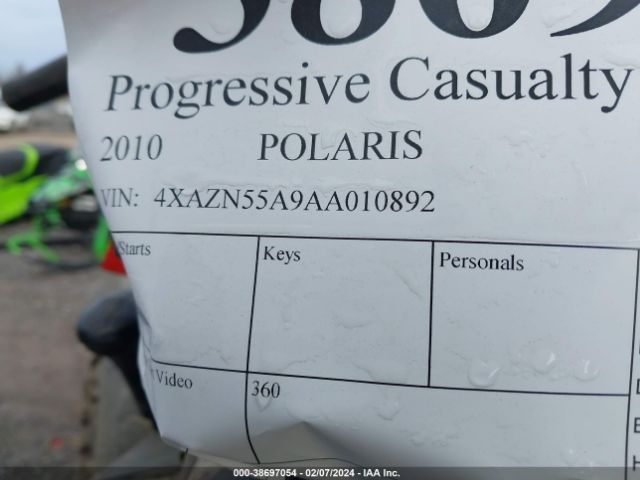 Progressive Casualty
2010 POLARIS
VIN: 4XAZN55A9AA010892
Starts Keys Personals
Video 360
000-38697054 - 02/07/2024 - IAA Inc.